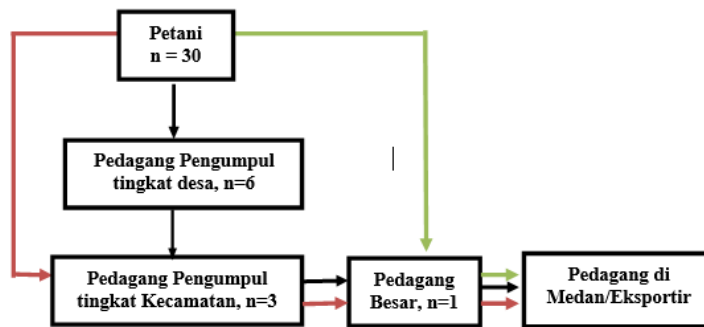 Petani
n = 30
Pedagang Pengumpul
tingkat desa, n=6
Pedagang Pengumpul
tingkat Kecamatan, n=3
Pedagang
Besar, n=1
Pedagang di
Medan/Eksportir